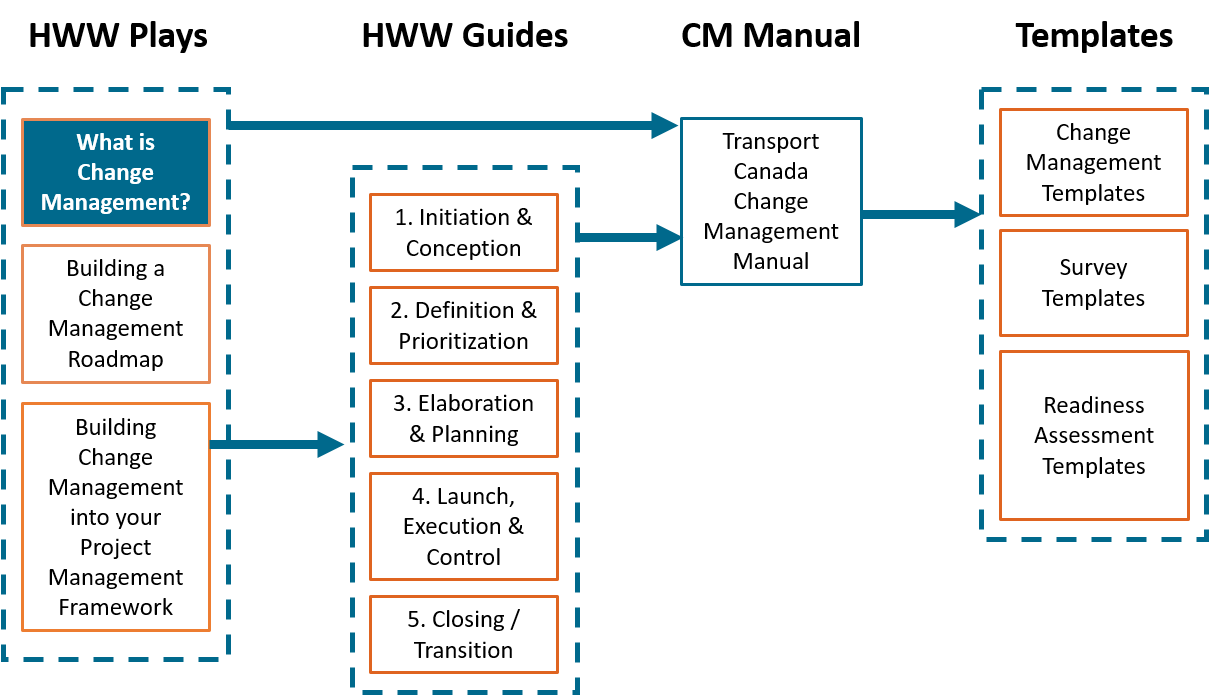 HWW Plays
What is
Change
Management?
Building a
Change
Management
Roadmap
Building
Change
Management
into your
Project
Management
Framework
HWW Guides
1. Initiation &
Conception
2. Definition &
Prioritization
3. Elaboration
& Planning
4. Launch,
Execution &
Control
5. Closing /
Transition
CM Manual
Transport
Canada
Change
Management
Manual
Templates
Change
Management
Templates
Survey
Templates
Readiness
Assessment
Templates